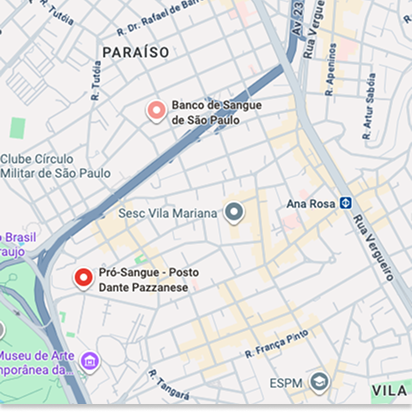 R. Tutóia
R. Dr. Rafael de Bar
Av. 23
Rua Vergue
PARAÍSO
R. Tutóia
R. Apeninos
R. Artur Sabóia
Banco de Sangue
de São Paulo
Clube Círculo
Militar de São Paulo
Ana Rosa
Sesc Vila Mariana
Rua Vergueiro
o Brasil
raujo
Pró-Sangue - Posto
Dante Pazzanese
R. França Pinto
Museu de Arte
mporânea da...
R. Tangará
ESPM
VILA